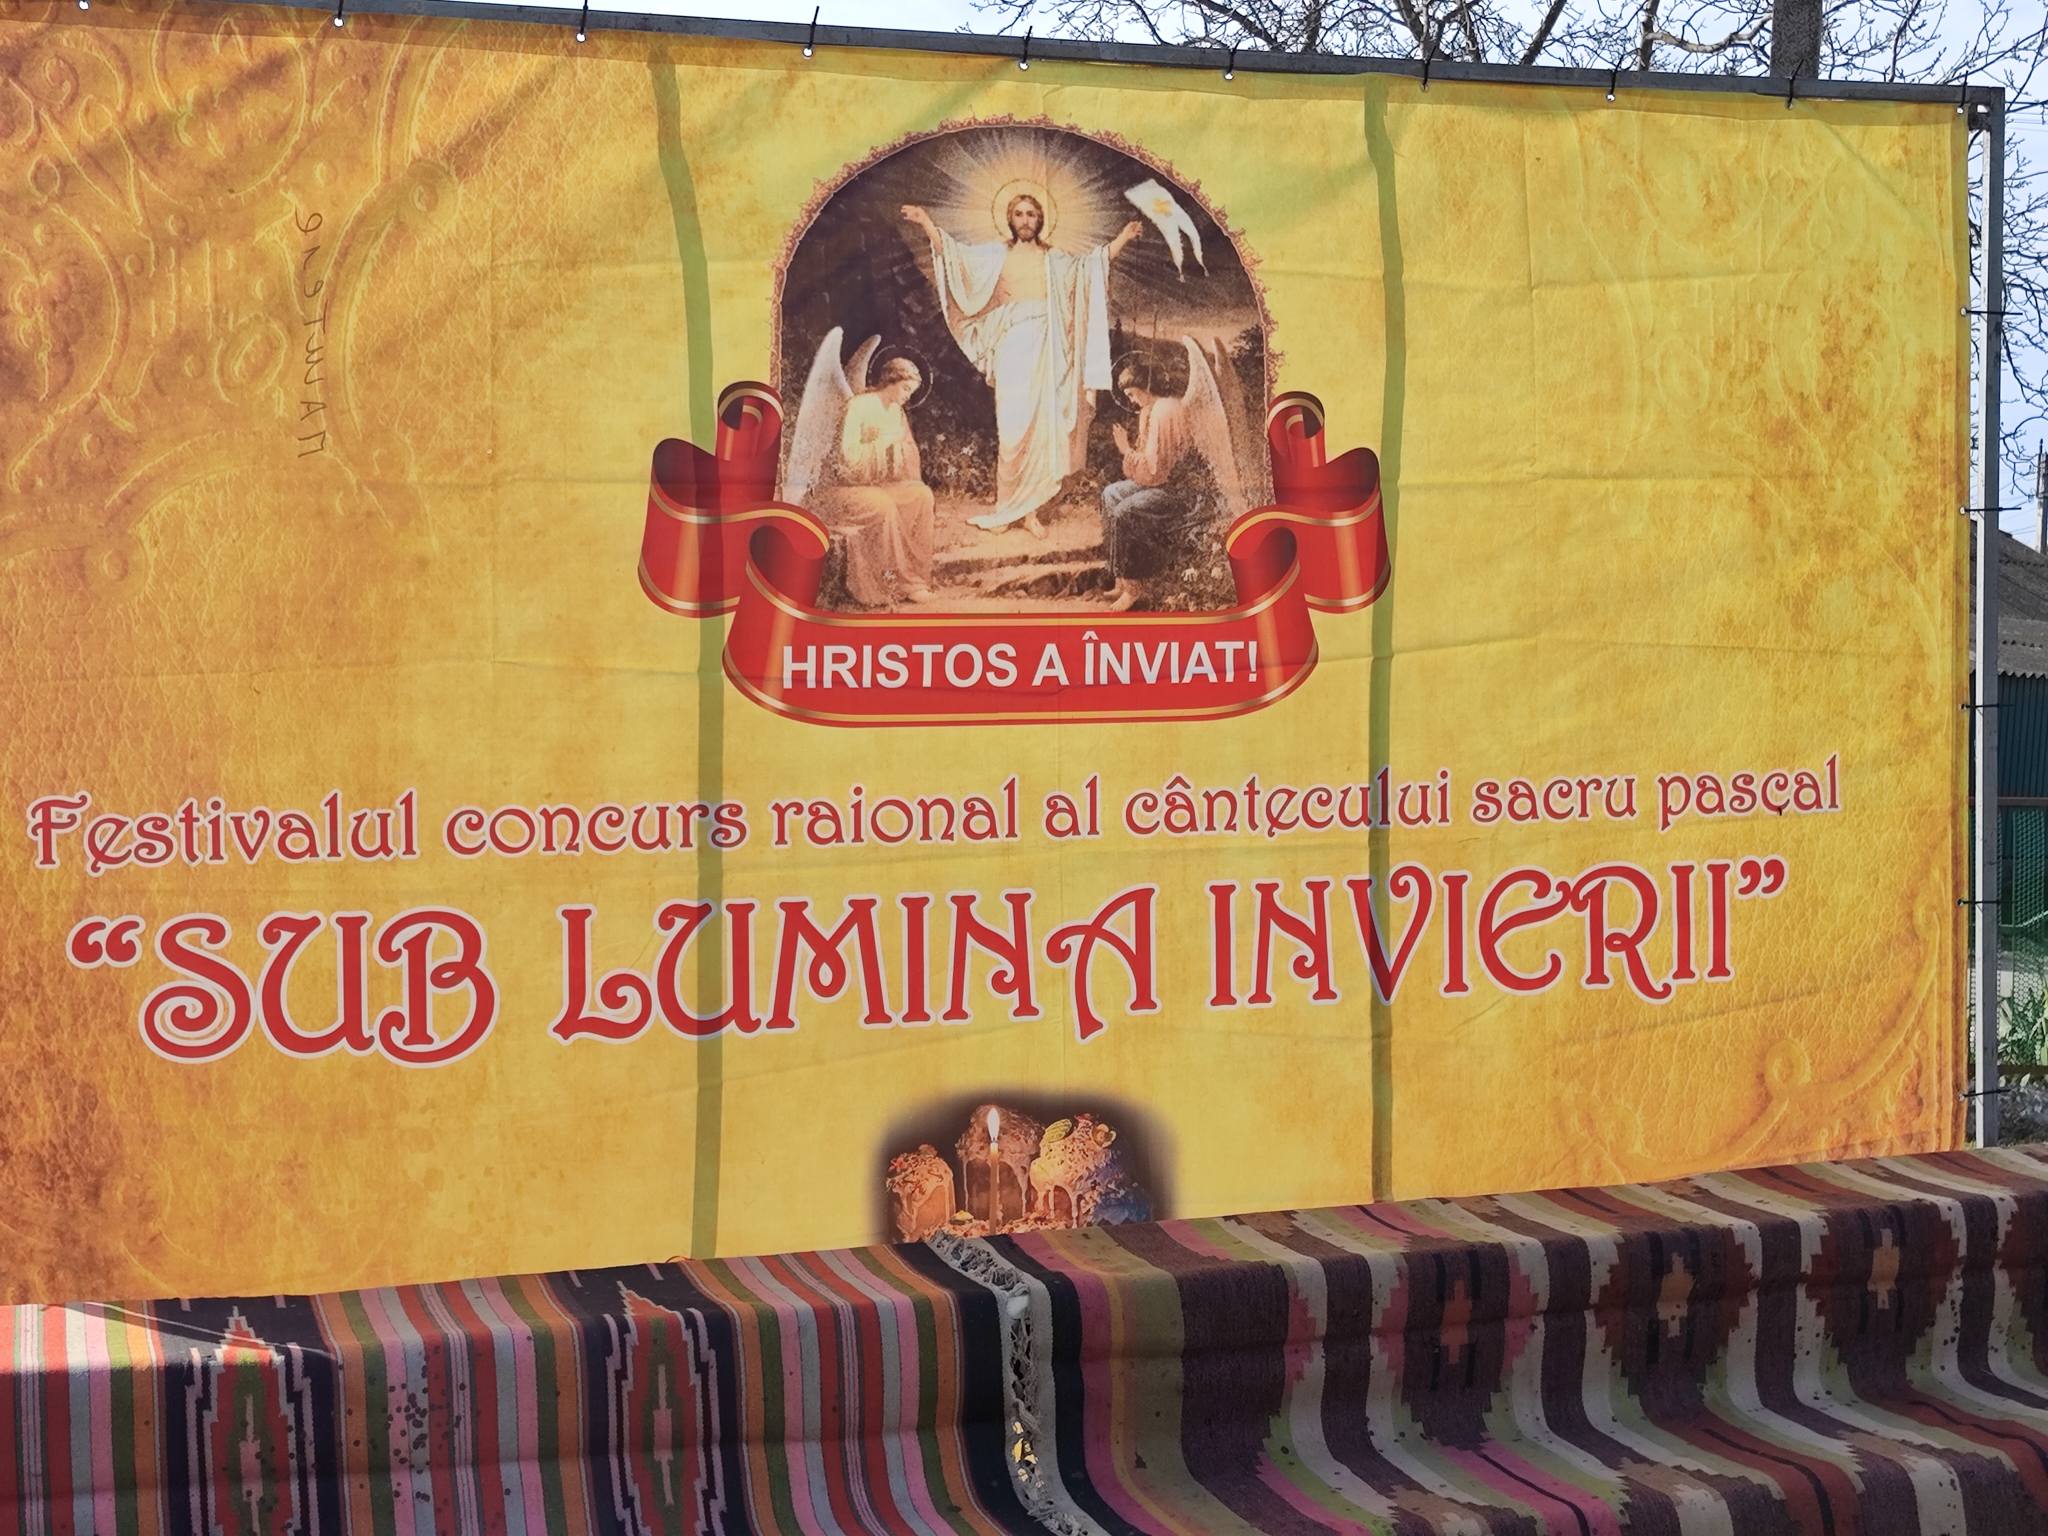 HRISTOS A ÎNVIAT!
Festivalul concurs raional al cântecului sacru pascal
“SUB LUMINA INVIERII”